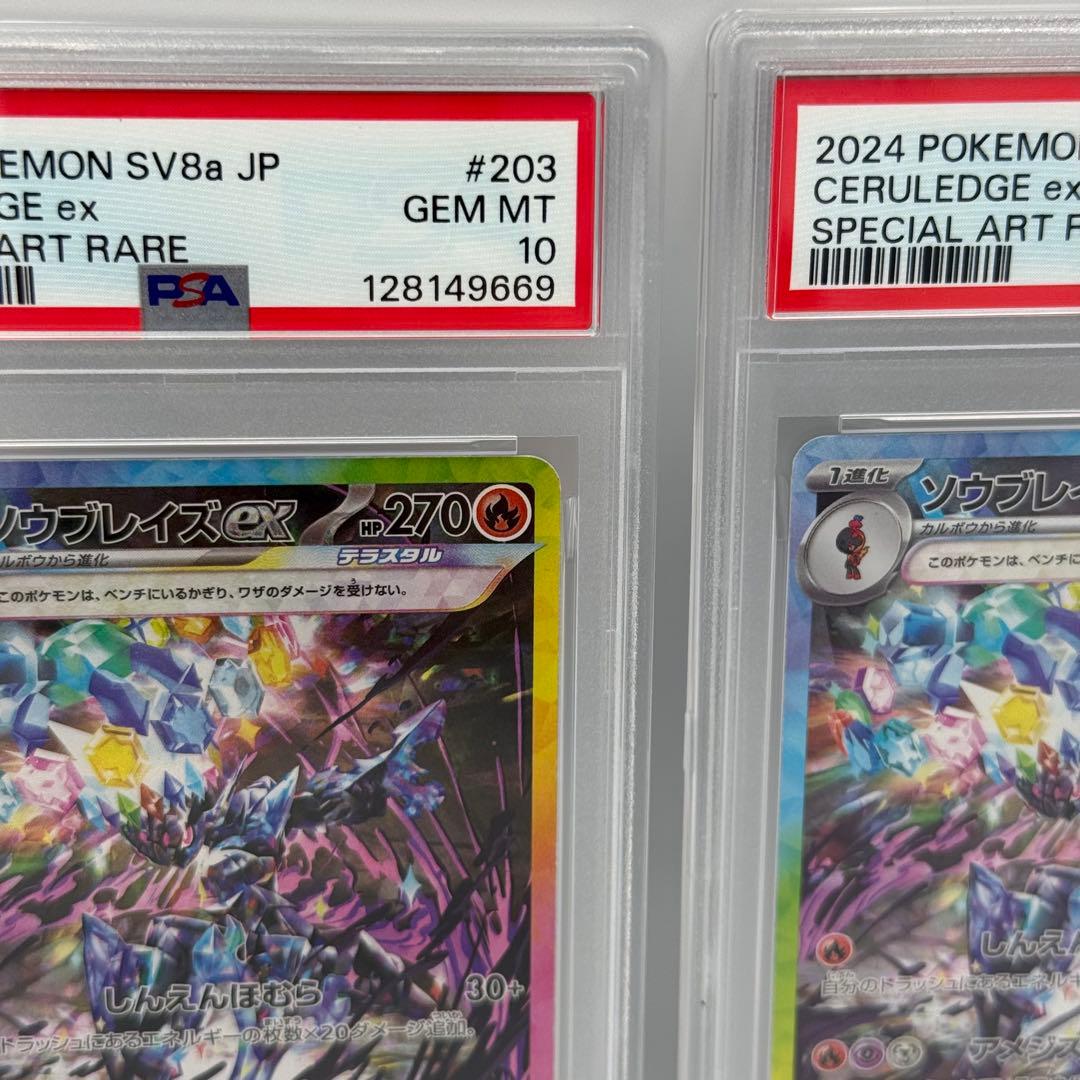 EMON SV8a JP #203
GE ex GEM MT
ART RARE 10
PSA 128149669
ソウブレイズex HP270
ルボウから進化 テラスタル
このポケモンは、ベンチにいるかぎり、ワザのダメージを受けない。
しんえんほむら 30+
トラッシュにあるエネルギーの枚数×20ダメージ追加。
2024 POKEMON
CERULEDGE ex
SPECIAL ART R
1進化 ソウブレイ
カルボウから進化
このポケモンは、ベンチに
しんえん
自分のトラッシュにあるエネルギ
アメジス